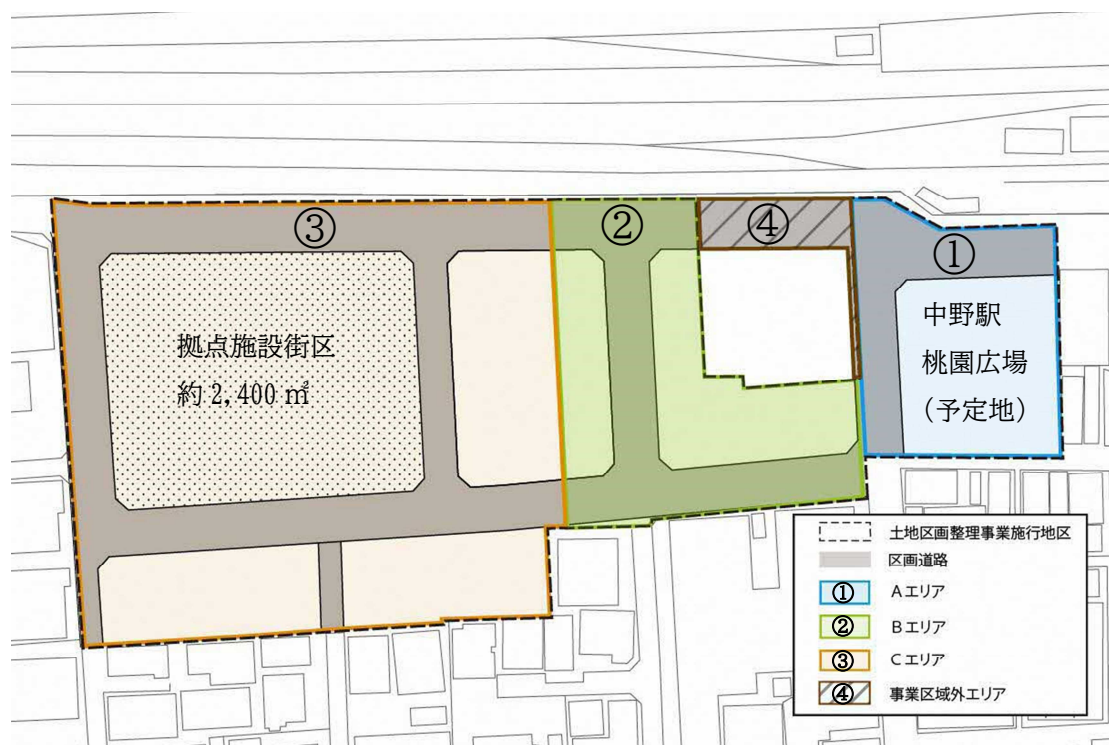 ③
②
④
①
拠点施設街区
約 2,400 ㎡
中野駅
桃園広場
（予定地）
土地区画整理事業施行地区
区画道路
① Aエリア
② Bエリア
③ Cエリア
④ 事業区域外エリア